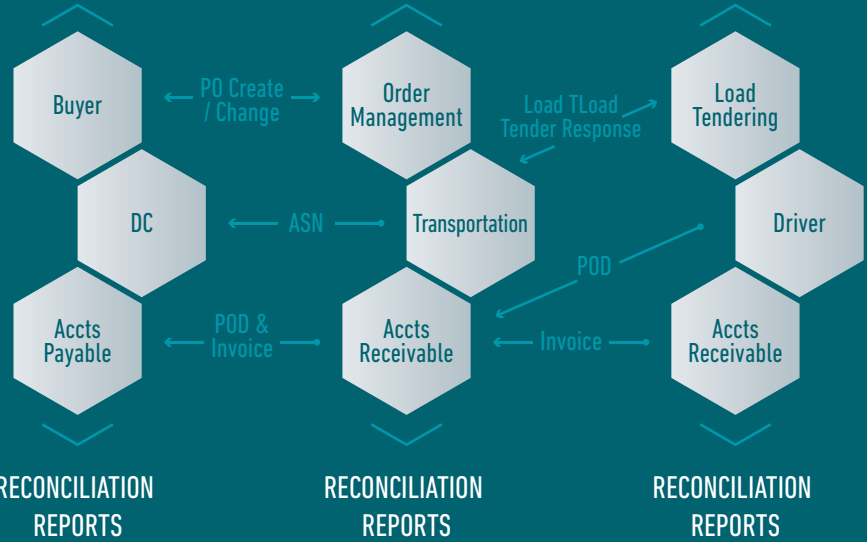 Buyer
PO Create
/ Change
Order
Management
Load TLoad
Tender Response
Load
Tendering
DC
ASN
Transportation
POD
Driver
Accts
Payable
POD &
Invoice
Accts
Receivable
Invoice
Accts
Receivable
RECONCILIATION
REPORTS
RECONCILIATION
REPORTS
RECONCILIATION
REPORTS